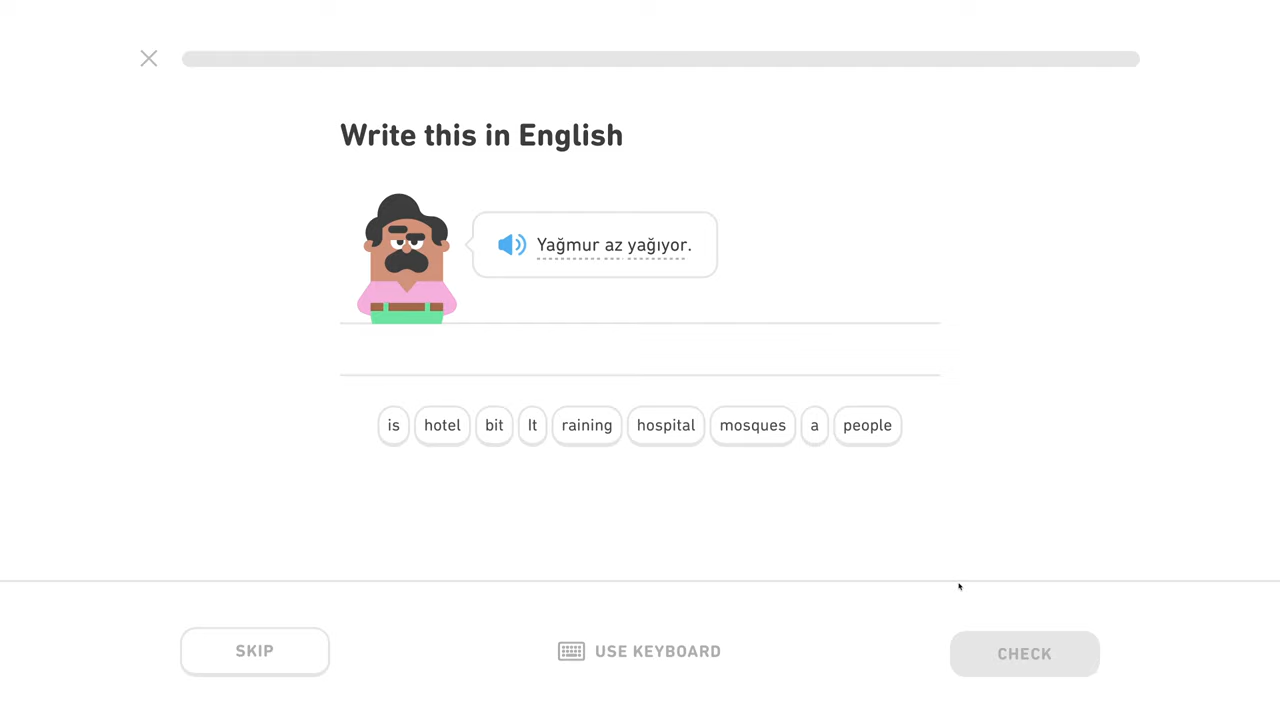 Write this in English
Yağmur az yağıyor.
is hotel bit It raining hospital mosques a people
SKIP USE KEYBOARD CHECK